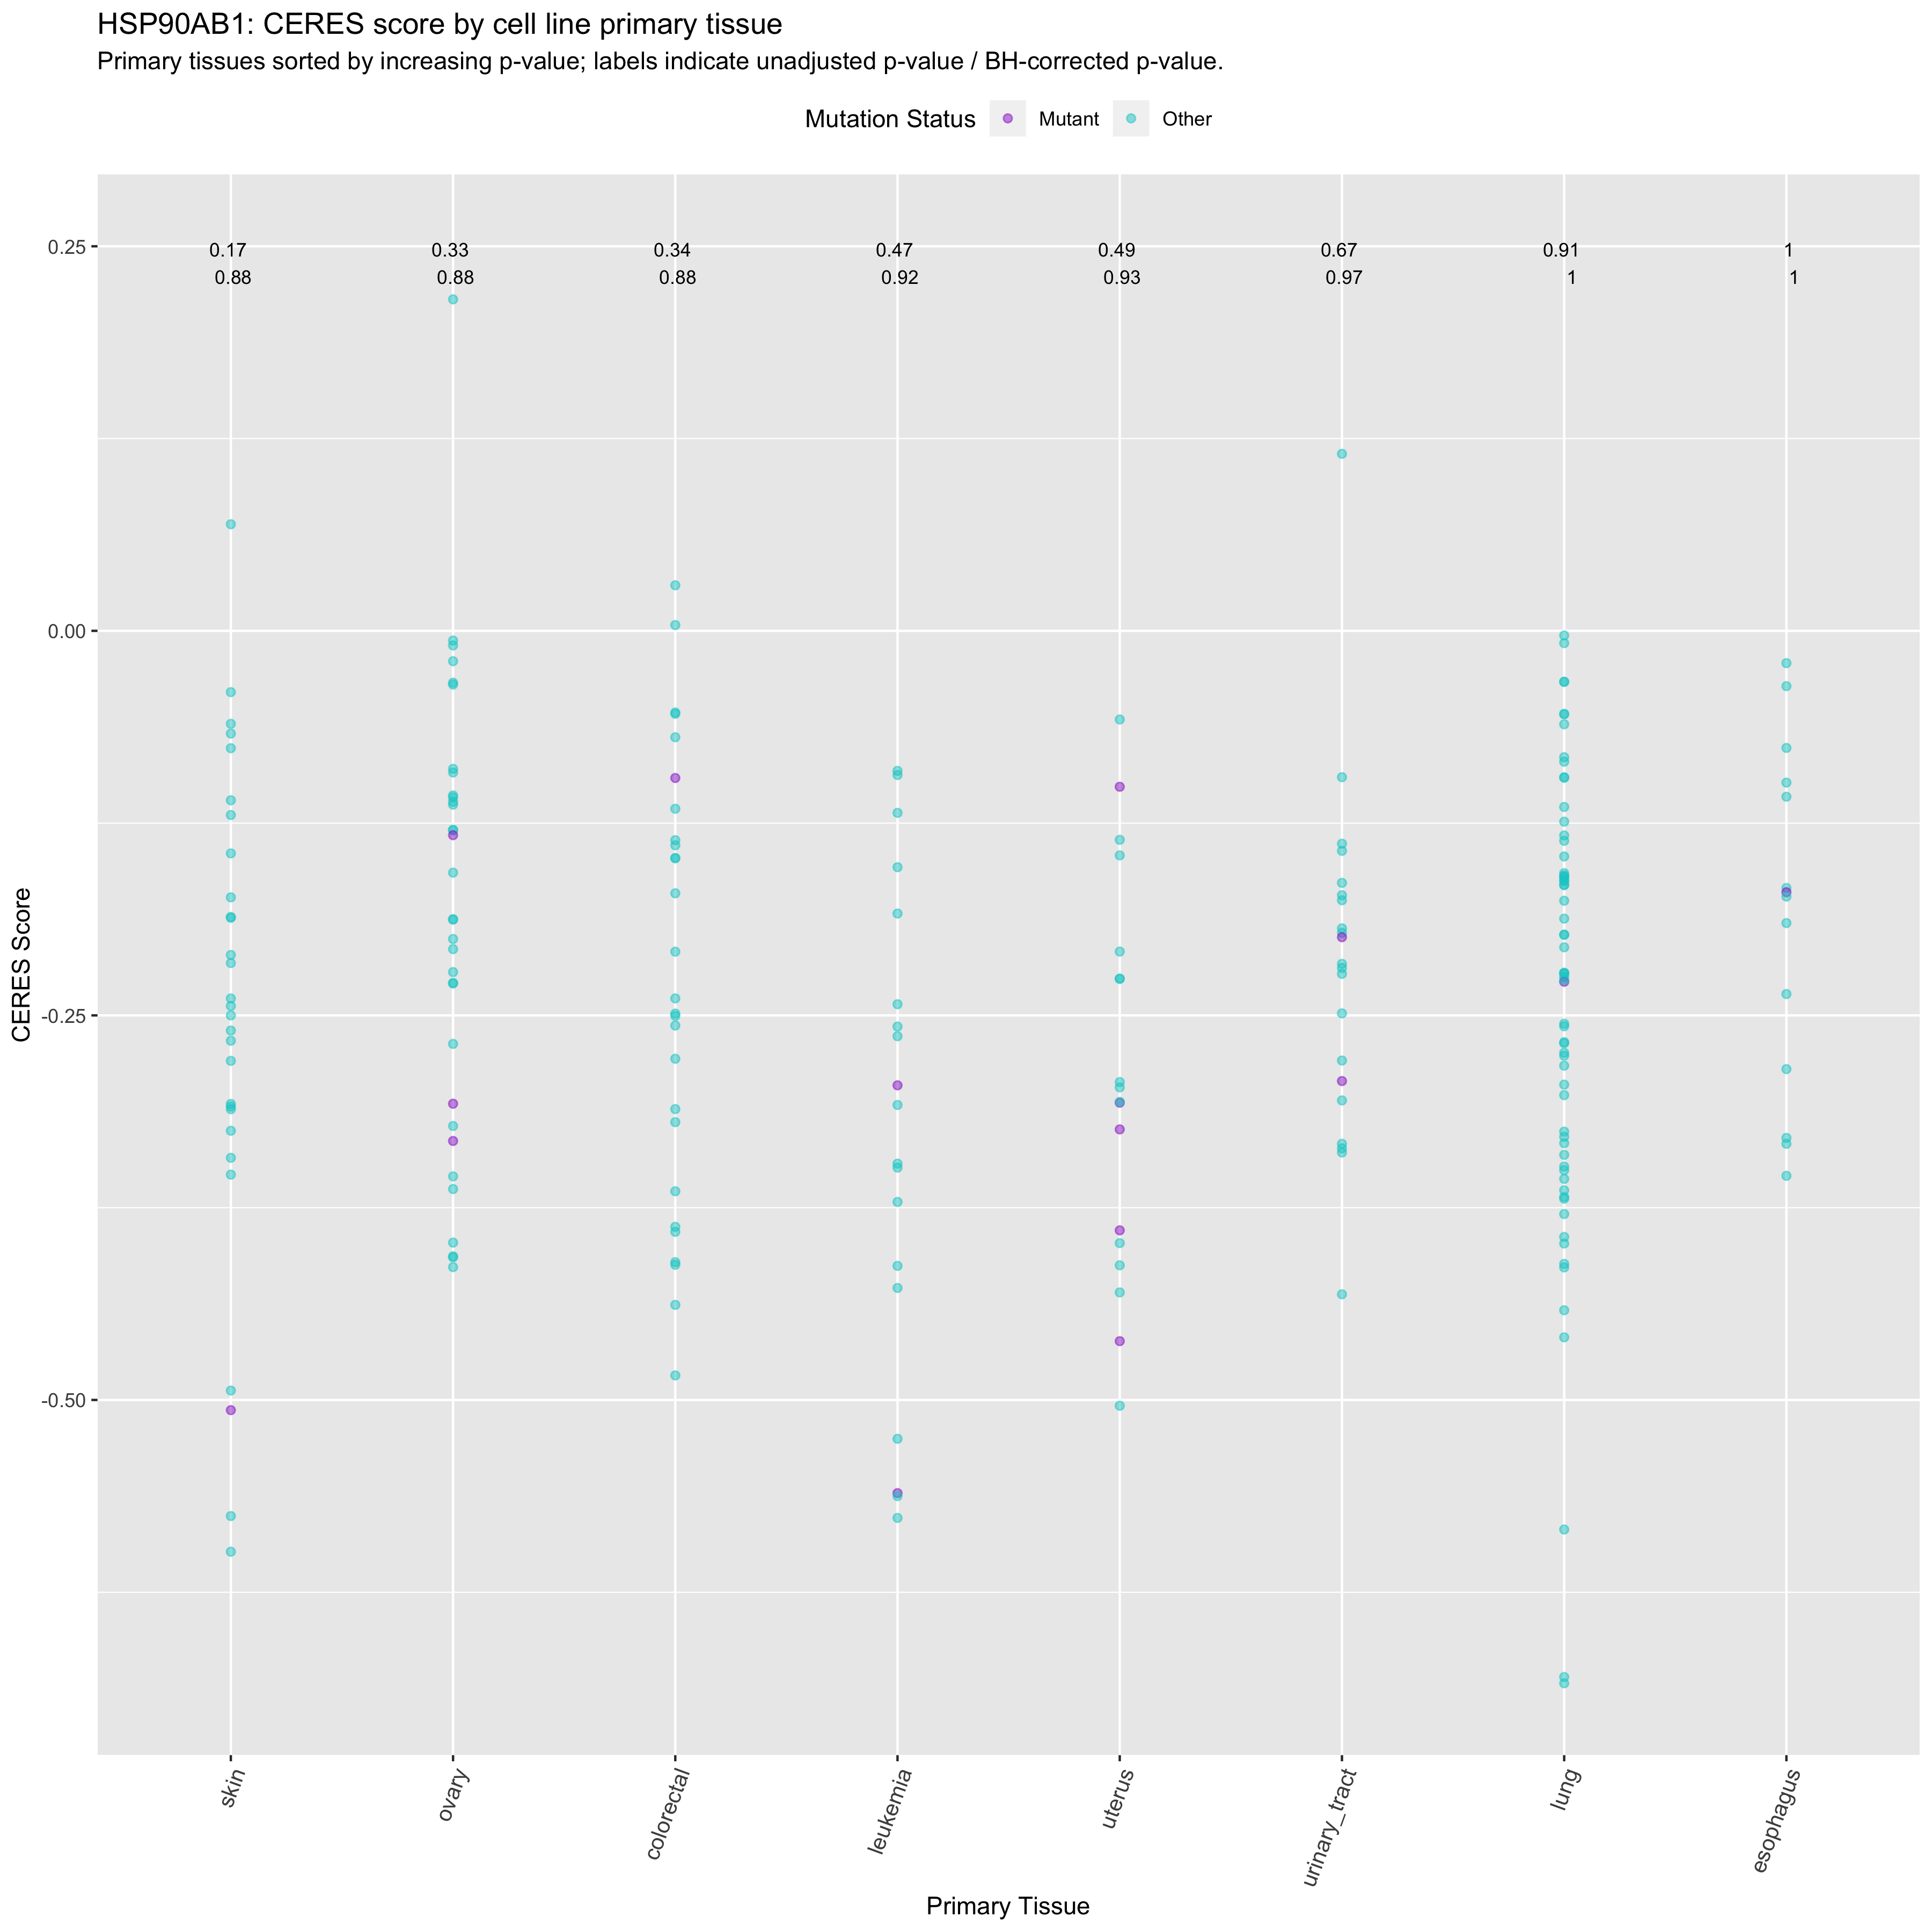 HSP90AB1: CERES score by cell line primary tissue
Primary tissues sorted by increasing p-value; labels indicate unadjusted p-value / BH-corrected p-value.
Mutation Status Mutant Other
0.25
0.17 0.33 0.34 0.47 0.49 0.67 0.91 1
0.88 0.88 0.88 0.92 0.93 0.97 1 1
0.00
CERES Score
-0.25
-0.50
skin ovary colorectal leukemia uterus urinary_tract lung esophagus
Primary Tissue